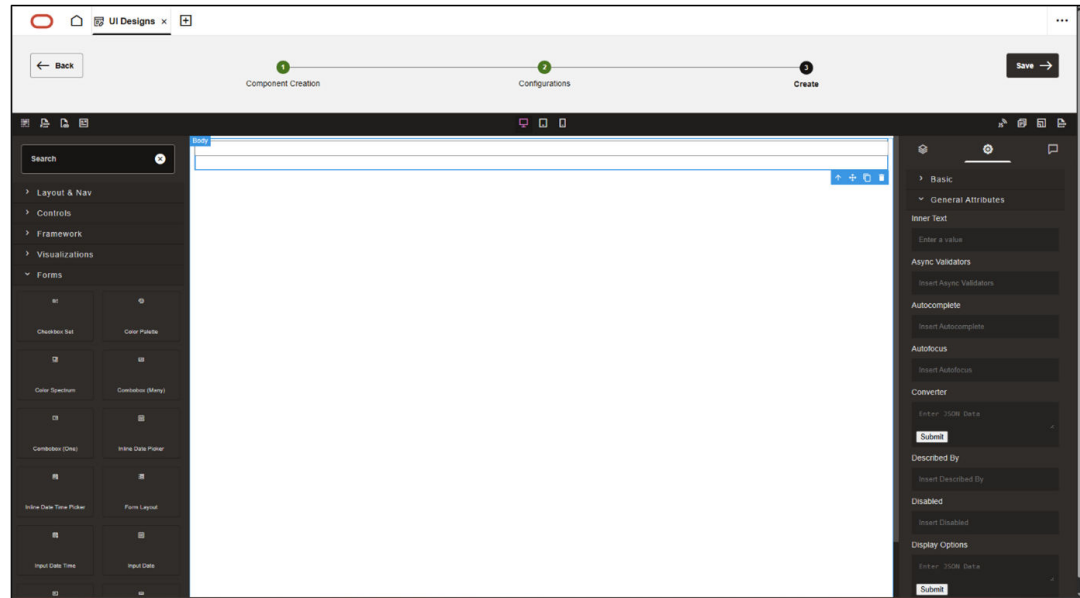 UI Designs ×
Back
1
2
3
Component Creation
Configurations
Create
Save
Body
Search
Layout & Nav
Controls
Framework
Visualizations
Forms
Checkbox Set
Color Palette
Color Spectrum
Combobox (Many)
Combobox (One)
Inline Date Picker
Inline Date Time Picker
Form Layout
Input Date Time
Input Date
Basic
General Attributes
Inner Text
Enter a value
Async Validators
Insert Async Validators
Autocomplete
Insert Autocomplete
Autofocus
Insert Autofocus
Converter
Enter JSON Data
Submit
Described By
Insert Described By
Disabled
Insert Disabled
Display Options
Enter JSON Data
Submit